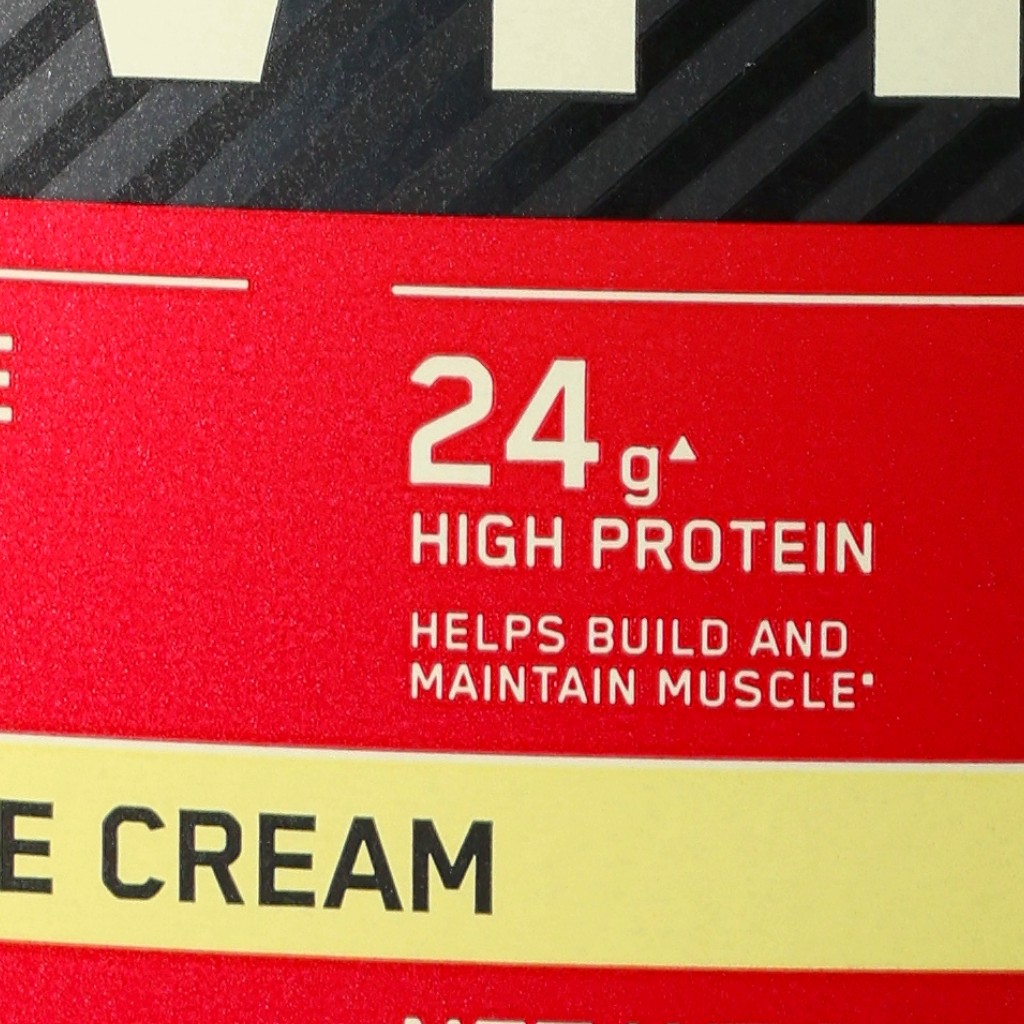 24g▲
HIGH PROTEIN
HELPS BUILD AND
MAINTAIN MUSCLE•
E CREAM